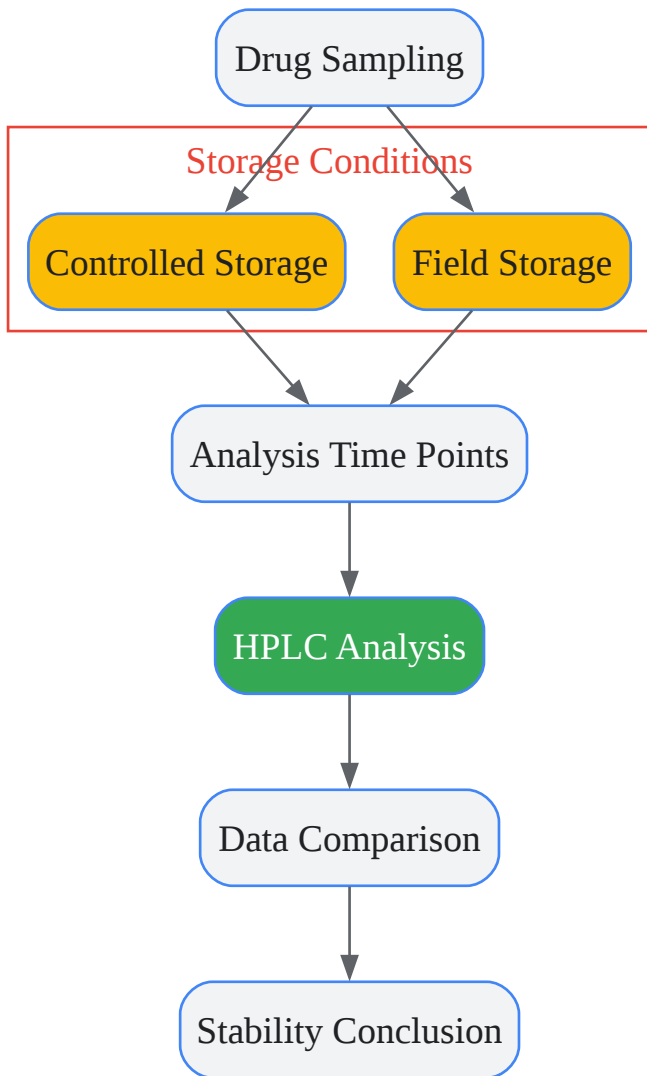 Drug Sampling
Storage Conditions
Controlled Storage
Field Storage
Analysis Time Points
HPLC Analysis
Data Comparison
Stability Conclusion